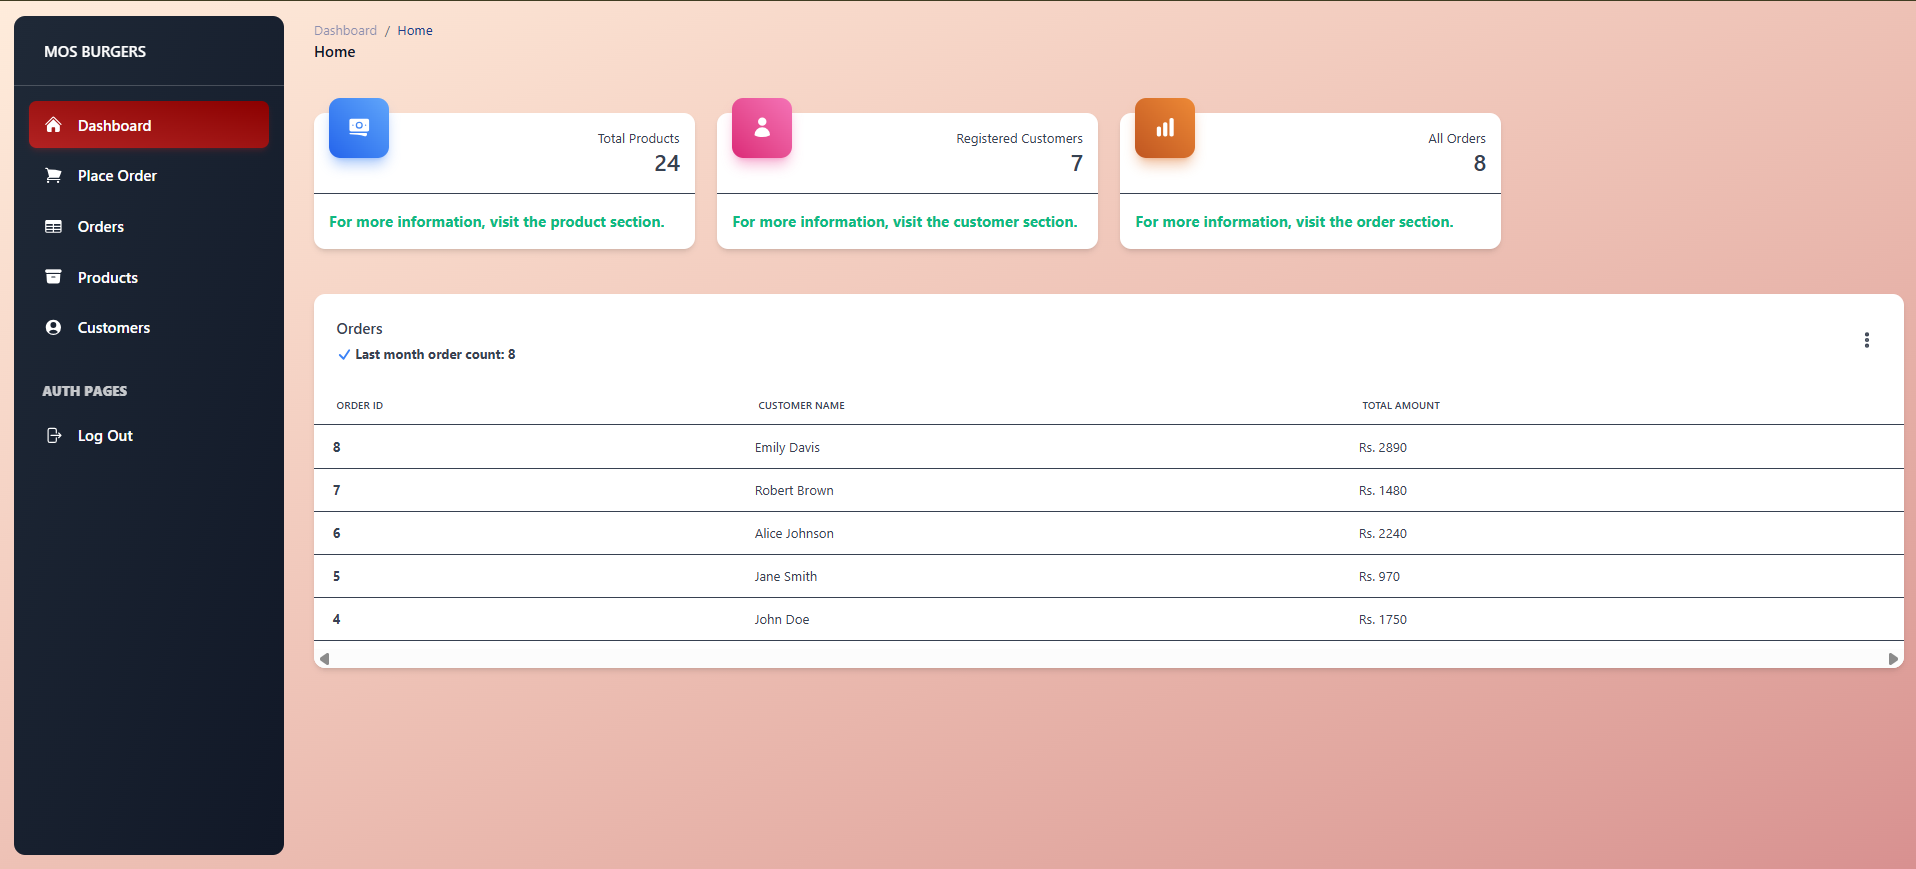 MOS BURGERS
Dashboard
Place Order
Orders
Products
Customers
AUTH PAGES
Log Out
Dashboard / Home
Home
Total Products
24
For more information, visit the product section.
Registered Customers
7
For more information, visit the customer section.
All Orders
8
For more information, visit the order section.
Orders
Last month order count: 8
ORDER ID CUSTOMER NAME TOTAL AMOUNT
8 Emily Davis Rs. 2890
7 Robert Brown Rs. 1480
6 Alice Johnson Rs. 2240
5 Jane Smith Rs. 970
4 John Doe Rs. 1750